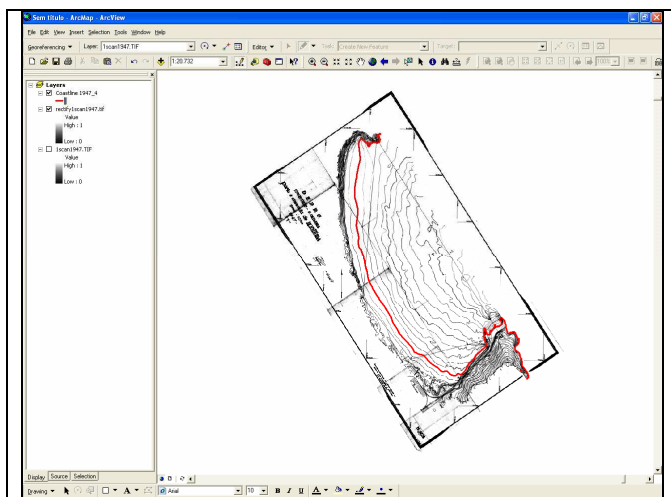 Sem título - ArcMap - ArcView
File Edit View Insert Selection Tools Window Help
Georeferencing Layer: 1scan1947.TIF Editor Task: Create New Feature Target:
1:20.732 100%
Layers
Coastline 1947_4
rectify1scan1947.tif
Value
High : 1
Low : 0
1scan1947.TIF
Value
High : 1
Low : 0
Display Source Selection
Drawing A Arial 10 B I U A